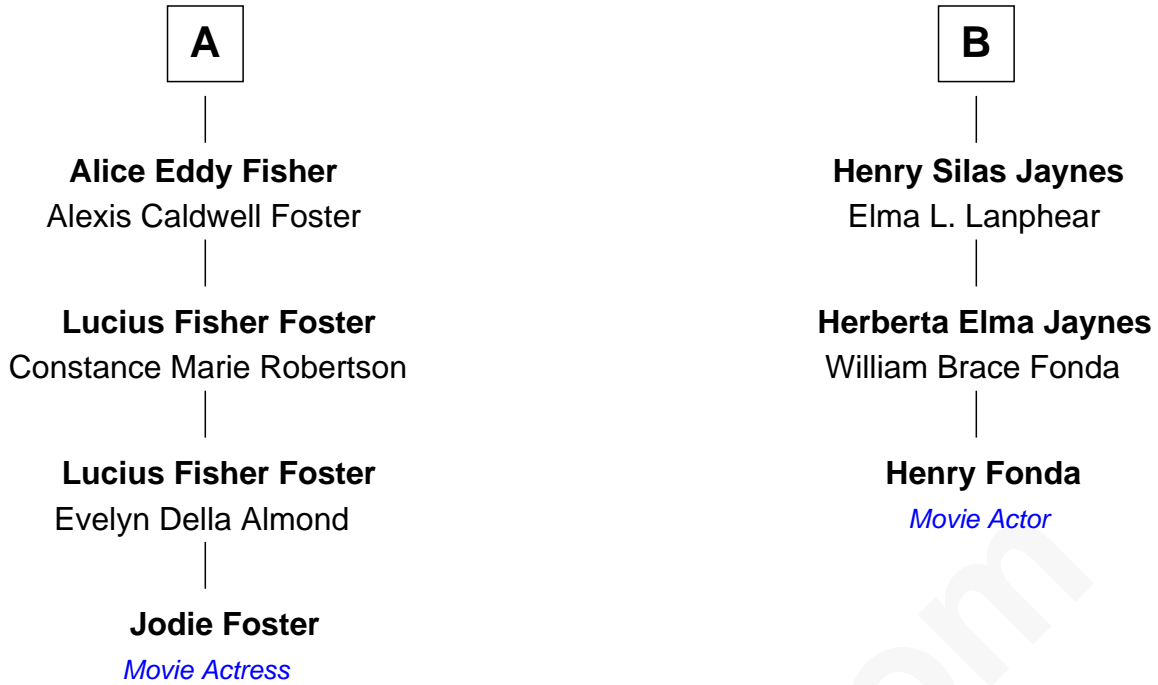 A
Alice Eddy Fisher
Alexis Caldwell Foster
Lucius Fisher Foster
Constance Marie Robertson
Lucius Fisher Foster
Evelyn Della Almond
Jodie Foster
Movie Actress
B
Henry Silas Jaynes
Elma L. Lanphear
Herberta Elma Jaynes
William Brace Fonda
Henry Fonda
Movie Actor
om